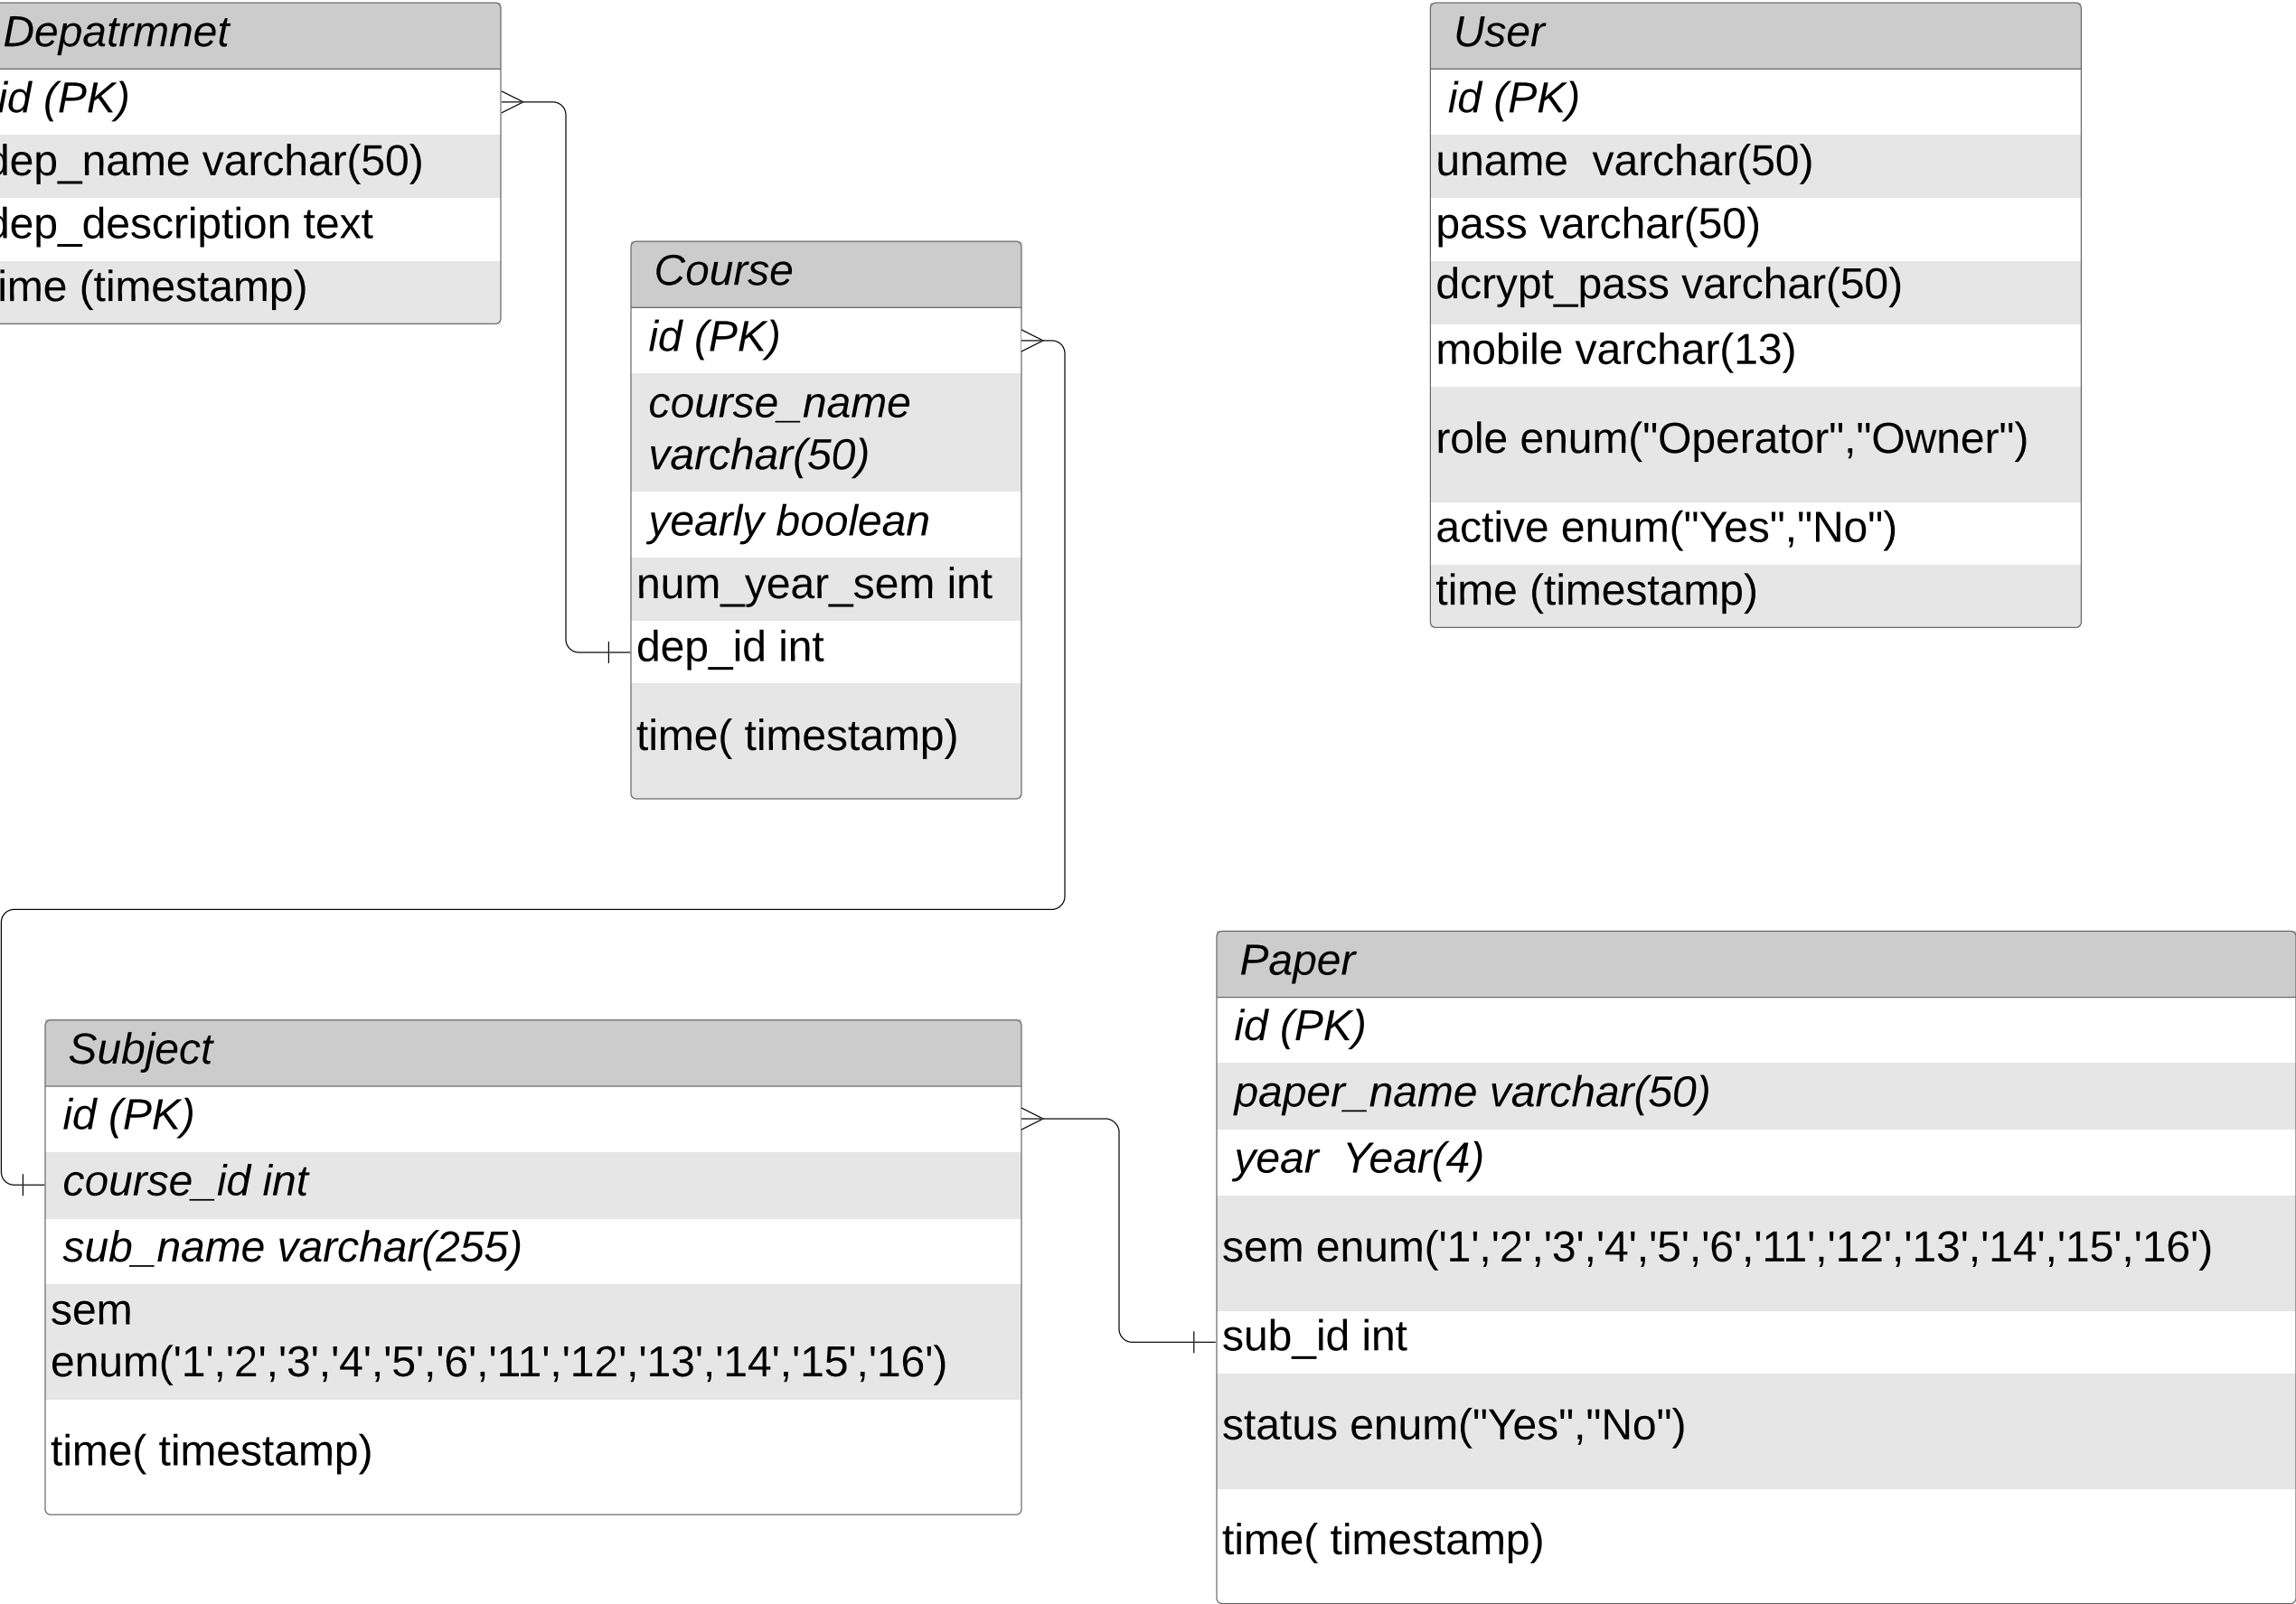 Depatrmnet
id (PK)
dep_name varchar(50)
dep_description text
time (timestamp)
User
id (PK)
uname  varchar(50)
pass varchar(50)
dcrypt_pass varchar(50)
mobile varchar(13)
role enum("Operator","Owner")
active enum("Yes","No")
time (timestamp)
Course
id (PK)
course_name
varchar(50)
yearly boolean
num_year_sem int
dep_id int
time( timestamp)
Subject
id (PK)
course_id int
sub_name varchar(255)
sem
enum('1','2','3','4','5','6','11','12','13','14','15','16')
time( timestamp)
Paper
id (PK)
paper_name varchar(50)
year  Year(4)
sem enum('1','2','3','4','5','6','11','12','13','14','15','16')
sub_id int
status enum("Yes","No")
time( timestamp)